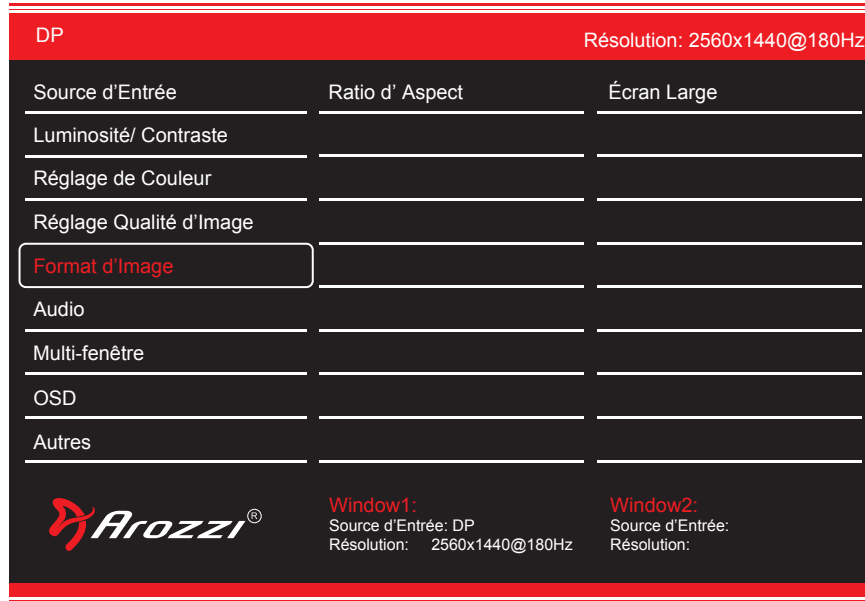 DP
Résolution: 2560x1440@180Hz
Source d’Entrée
Ratio d’ Aspect
Écran Large
Luminosité/ Contraste
Réglage de Couleur
Réglage Qualité d’Image
Format d’Image
Audio
Multi-fenêtre
OSD
Autres
Arozzi®
Window1:
Source d’Entrée: DP
Résolution: 2560x1440@180Hz
Window2:
Source d’Entrée:
Résolution: